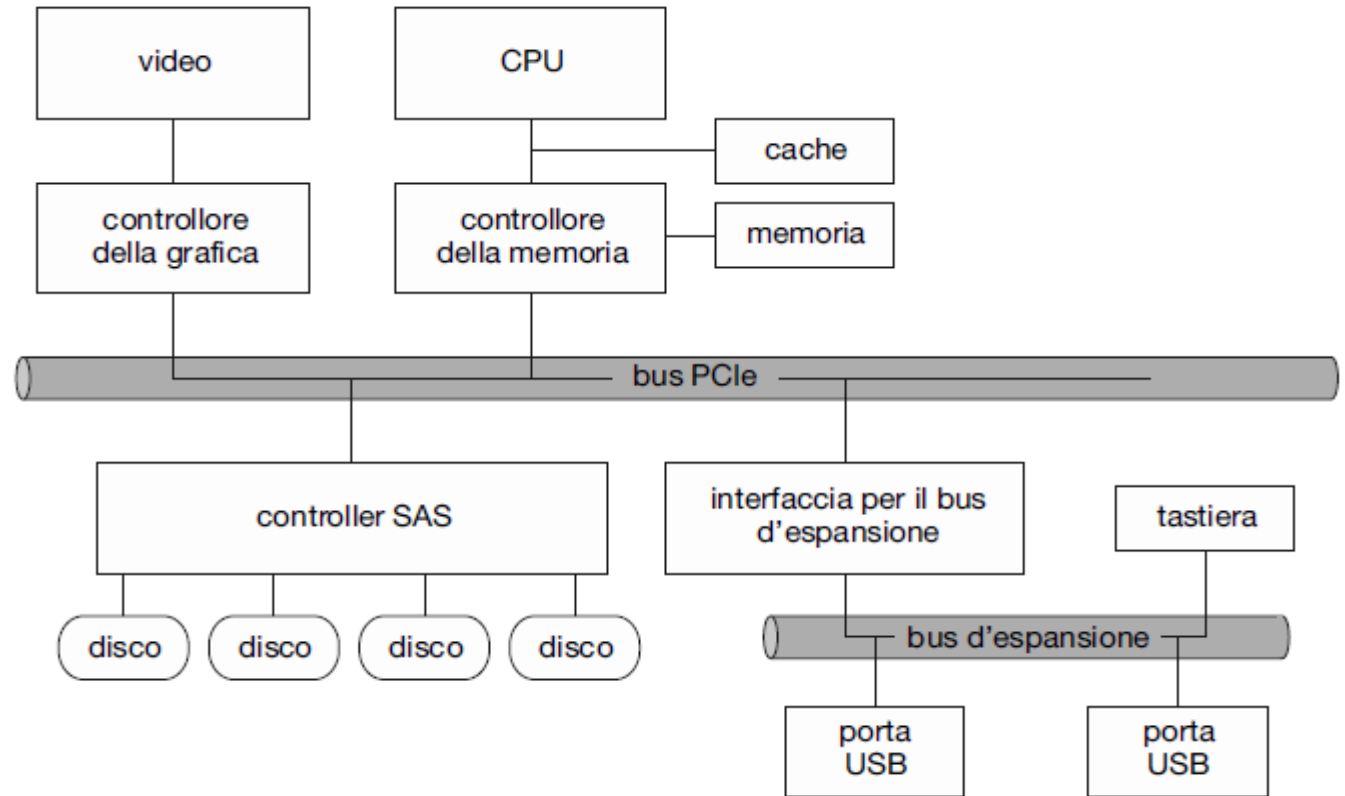 video
CPU
cache
controllore
della grafica
controllore
della memoria
memoria
bus PCIe
controller SAS
interfaccia per il bus
d'espansione
tastiera
disco
disco
disco
disco
bus d'espansione
porta
USB
porta
USB